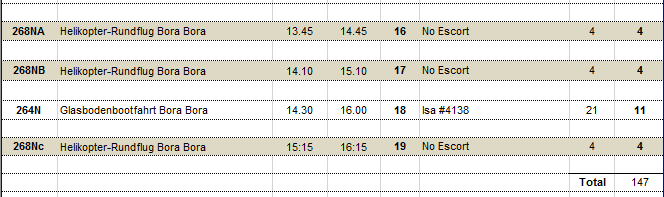 268NA Helikopter-Rundflug Bora Bora 13.45 14.45 16 No Escort 4 4
268NB Helikopter-Rundflug Bora Bora 14.10 15.10 17 No Escort 4 4
264N Glasbodenbootfahrt Bora Bora 14.30 16.00 18 Isa #4138 21 11
268Nc Helikopter-Rundflug Bora Bora 15:15 16:15 19 No Escort 4 4
Total 147